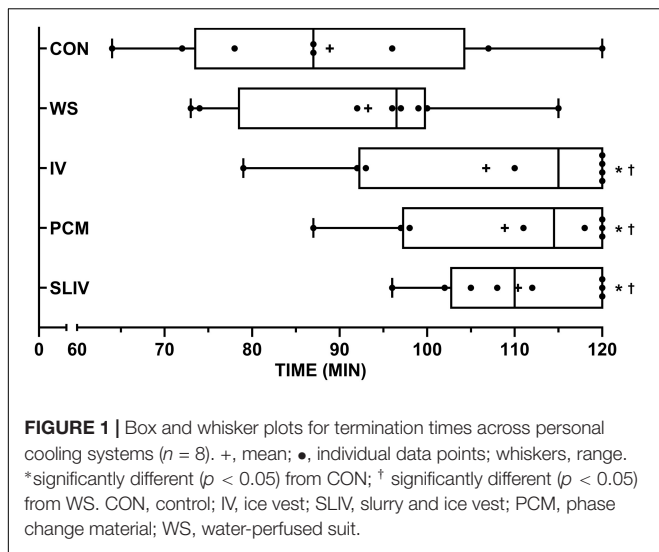 CON
WS
IV
* †
PCM
* †
SLIV
* †
0 60 70 80 90 100 110 120
TIME (MIN)
FIGURE 1 | Box and whisker plots for termination times across personal
cooling systems (n = 8). +, mean; ●, individual data points; whiskers, range.
*significantly different (p < 0.05) from CON; † significantly different (p < 0.05)
from WS. CON, control; IV, ice vest; SLIV, slurry and ice vest; PCM, phase
change material; WS, water-perfused suit.